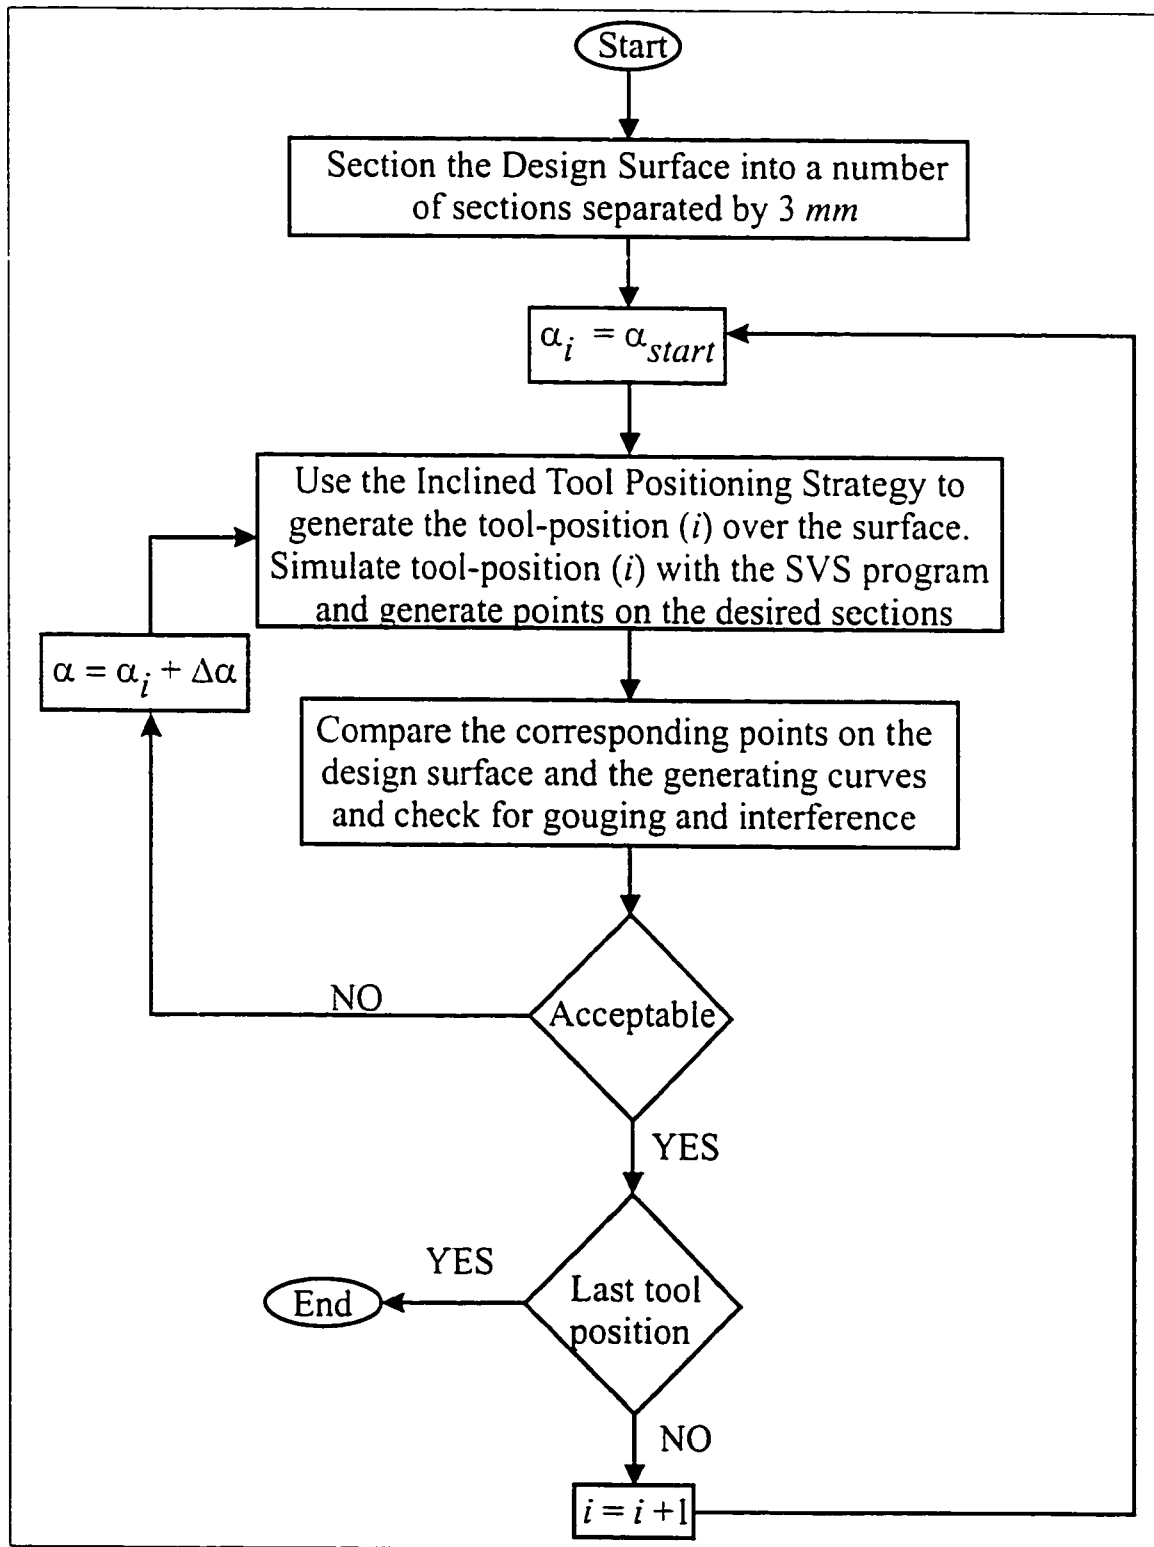 Start
Section the Design Surface into a number
of sections separated by 3 mm
αi = αstart
Use the Inclined Tool Positioning Strategy to
generate the tool-position (i) over the surface.
Simulate tool-position (i) with the SVS program
and generate points on the desired sections
α = αi + Δα
Compare the corresponding points on the
design surface and the generating curves
and check for gouging and interference
NO
Acceptable
YES
YES
End
Last tool
position
NO
i = i +1